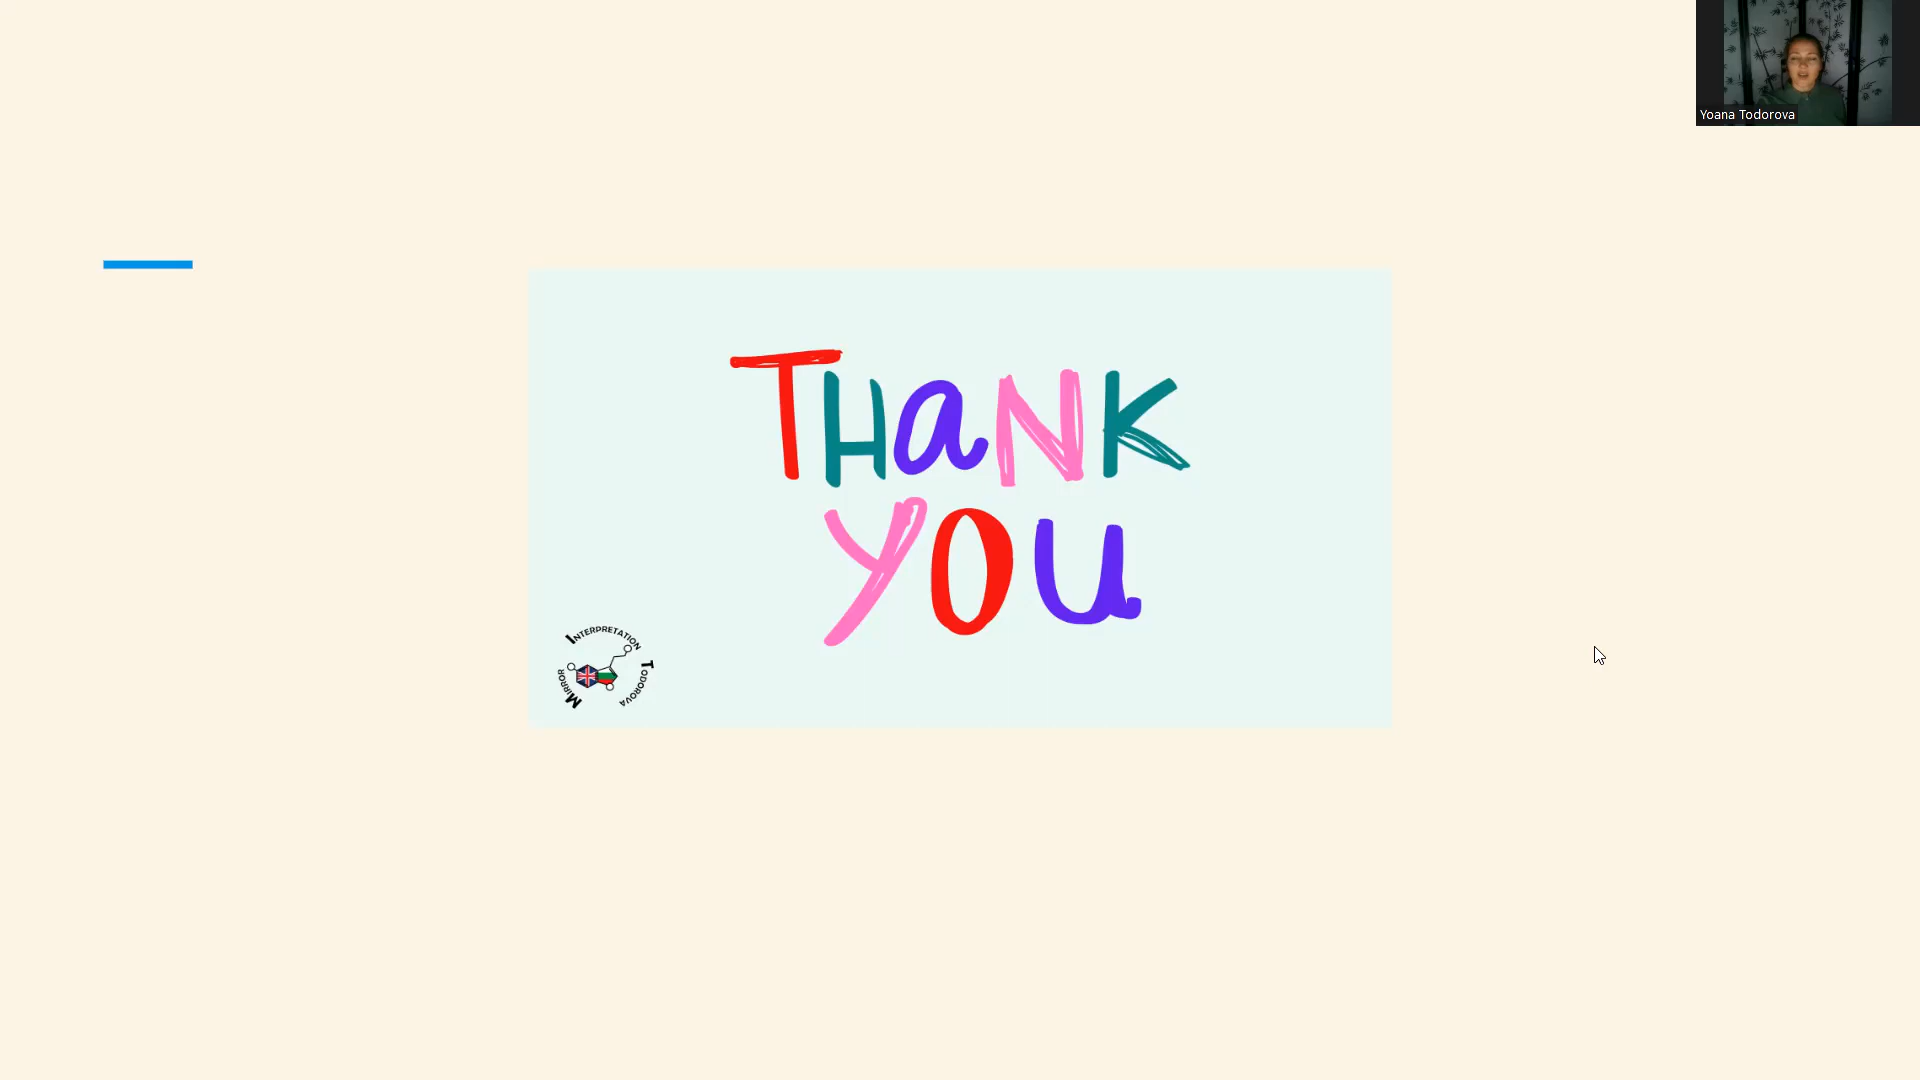 Yoana Todorova
THaNK
YOU
INTERPRETATION
TODOROVA
MIRROR